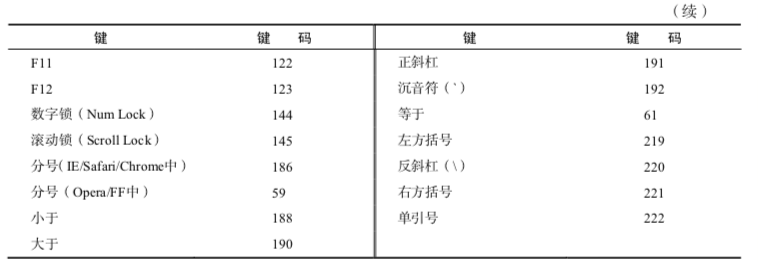 （续）
键 键 码 键 键 码
F11 122 正斜杠 191
F12 123 沉音符（`） 192
数字锁（Num Lock） 144 等于 61
滚动锁（Scroll Lock） 145 左方括号 219
分号（IE/Safari/Chrome中） 186 反斜杠（\） 220
分号（Opera/FF中） 59 右方括号 221
小于 188 单引号 222
大于 190